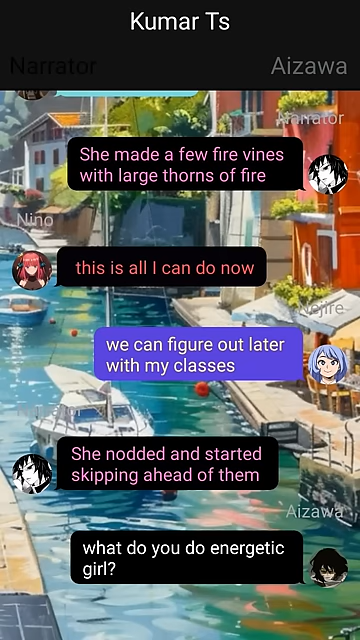 Kumar Ts
Narrator
Aizawa
Narrator
She made a few fire vines
with large thorns of fire
Nino
this is all I can do now
Nejire
we can figure out later
with my classes
She nodded and started
skipping ahead of them
Aizawa
what do you do energetic
girl?